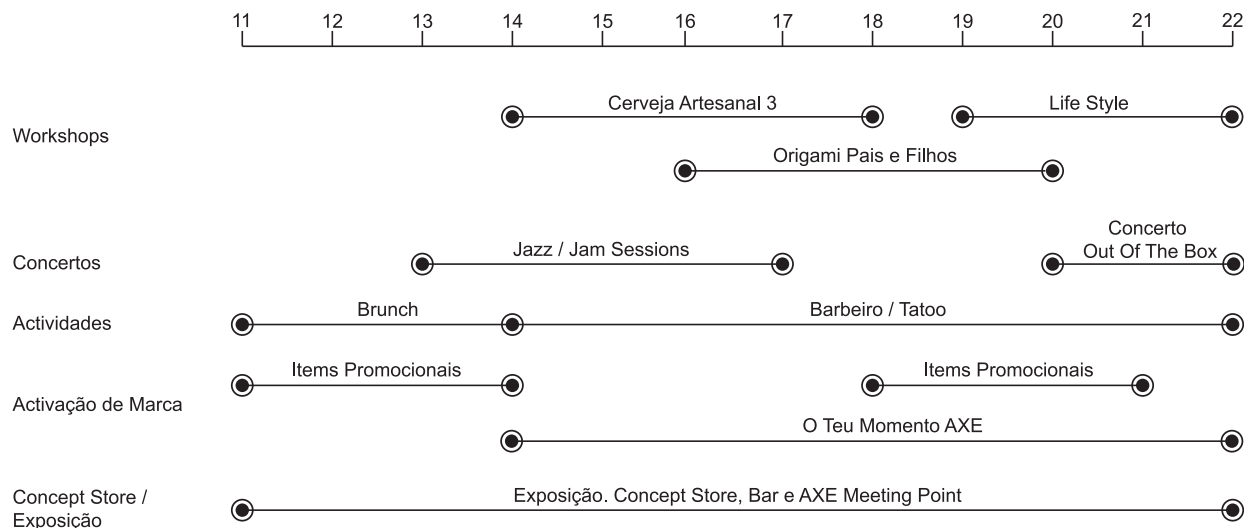 11 12 13 14 15 16 17 18 19 20 21 22
Cerveja Artesanal 3 Life Style
Workshops
Origami Pais e Filhos
Concerto
Jazz / Jam Sessions Out Of The Box
Concertos
Brunch Barbeiro / Tatoo
Actividades
Items Promocionais Items Promocionais
Activação de Marca
O Teu Momento AXE
Concept Store /
Exposição
Exposição. Concept Store, Bar e AXE Meeting Point